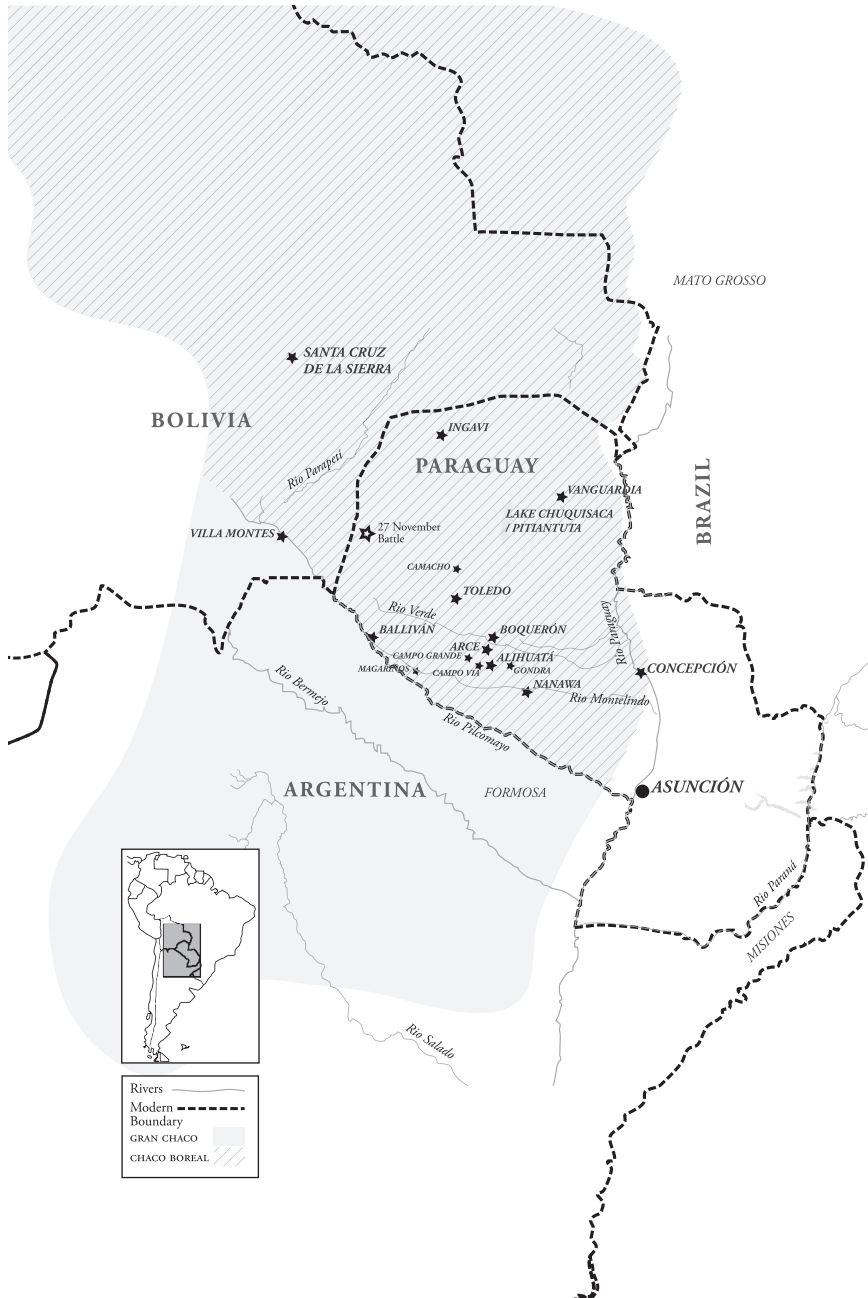 MATO GROSSO
SANTA CRUZ
DE LA SIERRA
BOLIVIA
INGAVI
PARAGUAY
Rio Parapeti
VANGUARDIA
BRAZIL
LAKE CHUQUISACA
/ PITIANTUTA
VILLA MONTES
27 November
Battle
CAMACHO
TOLEDO
Rio Verde
Rio Paraguay
BALLIVÁN
BOQUERÓN
ARCE
CAMPO GRANDE
ALIHUATÁ
MAGARIÑOS
CAMPO VIA
GONDRA
CONCEPCIÓN
NANAWA
Rio Bermejo
Rio Montelindo
Rio Pilcomayo
ARGENTINA
FORMOSA
ASUNCIÓN
Rio Paraná
MISIONES
Rio Salado
Rivers
Modern
Boundary
GRAN CHACO
CHACO BOREAL